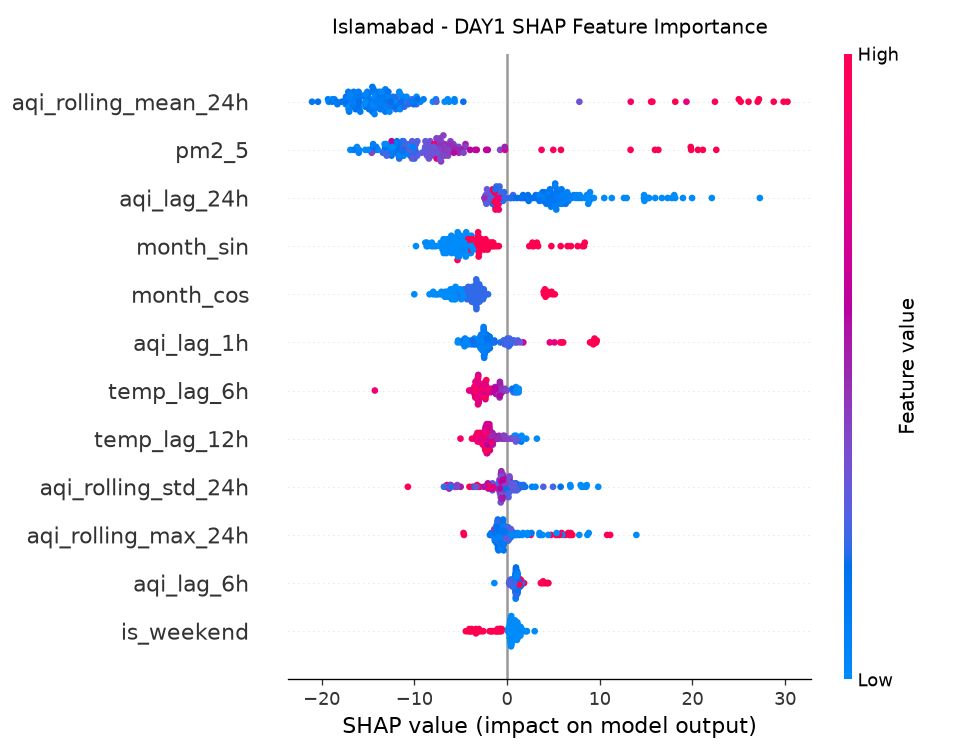 Islamabad - DAY1 SHAP Feature Importance
High
aqi_rolling_mean_24h
pm2_5
aqi_lag_24h
month_sin
month_cos
aqi_lag_1h
temp_lag_6h
temp_lag_12h
aqi_rolling_std_24h
aqi_rolling_max_24h
aqi_lag_6h
is_weekend
Feature value
Low
−20 −10 0 10 20 30
SHAP value (impact on model output)